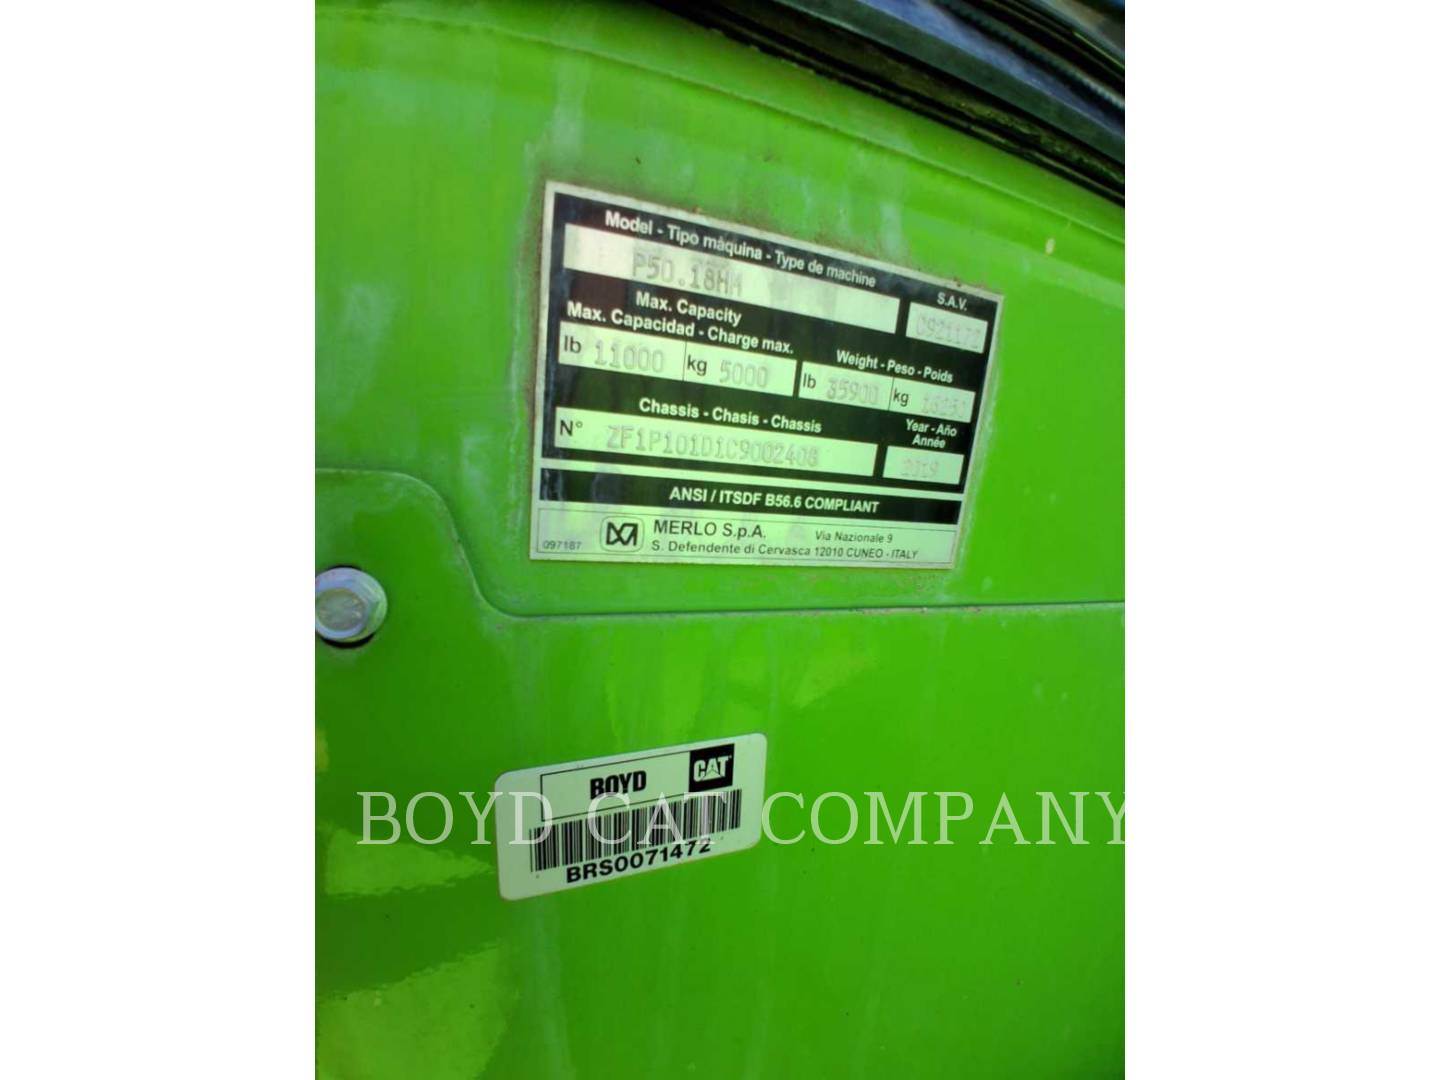 Model - Tipo máquina - Type de machine
P50.18HM
S.A.V.
C921172
Max. Capacity
Max. Capacidad - Charge max.
lb 11000 kg 5000
Weight - Peso - Poids
lb 35900 kg
Chassis - Chasis - Chassis
N° ZF1P101D1C9002408
Year - Año
Année
2019
ANSI / ITSDF B56.6 COMPLIANT
MERLO S.p.A. Via Nazionale 9
097187 S. Defendente di Cervasca 12010 CUNEO - ITALY
BOYD CAT
BRS0071472
BOYD CAT COMPANY